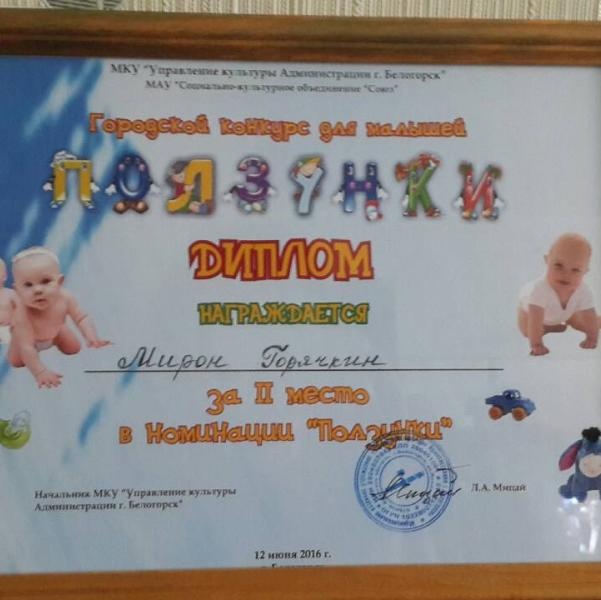 МКУ "Управление культуры Администрации г. Белогорск"
МАУ "Социально-культурное объединение "Союз"
Городской конкурс для малышей
ПОЛЗУНКИ
ДИПЛОМ
НАГРАЖДАЕТСЯ
Мирон Горячкин
за II место
в номинации "Ползунки"
Начальник МКУ "Управление культуры
Администрации г. Белогорск"
Л.А. Мицай
12 июня 2016 г.